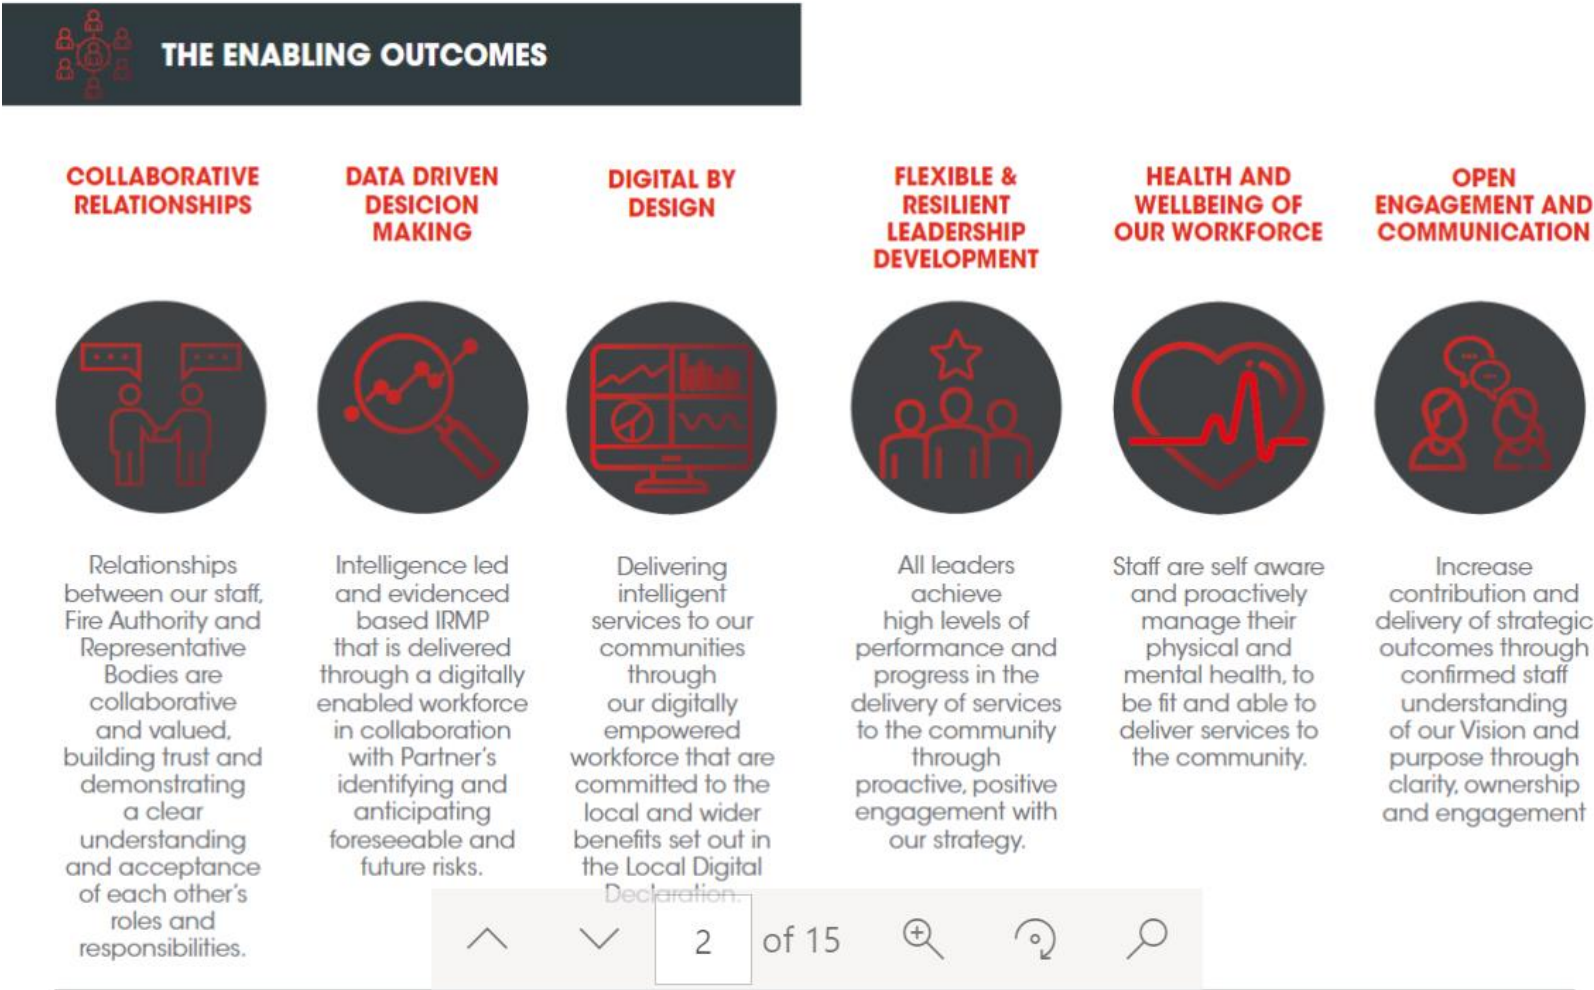 THE ENABLING OUTCOMES
COLLABORATIVE
RELATIONSHIPS
Relationships
between our staff,
Fire Authority and
Representative
Bodies are
collaborative
and valued,
building trust and
demonstrating
a clear
understanding
and acceptance
of each other's
roles and
responsibilities.
DATA DRIVEN
DESICION
MAKING
Intelligence led
and evidenced
based IRMP
that is delivered
through a digitally
enabled workforce
in collaboration
with Partner's
identifying and
anticipating
foreseeable and
future risks.
DIGITAL BY
DESIGN
Delivering
intelligent
services to our
communities
through
our digitally
empowered
workforce that are
committed to the
local and wider
benefits set out in
the Local Digital
Declaration.
FLEXIBLE &
RESILIENT
LEADERSHIP
DEVELOPMENT
All leaders
achieve
high levels of
performance and
progress in the
delivery of services
to the community
through
proactive, positive
engagement with
our strategy.
HEALTH AND
WELLBEING OF
OUR WORKFORCE
Staff are self aware
and proactively
manage their
physical and
mental health, to
be fit and able to
deliver services to
the community.
OPEN
ENGAGEMENT AND
COMMUNICATION
Increase
contribution and
delivery of strategic
outcomes through
confirmed staff
understanding
of our Vision and
purpose through
clarity, ownership
and engagement
2 of 15